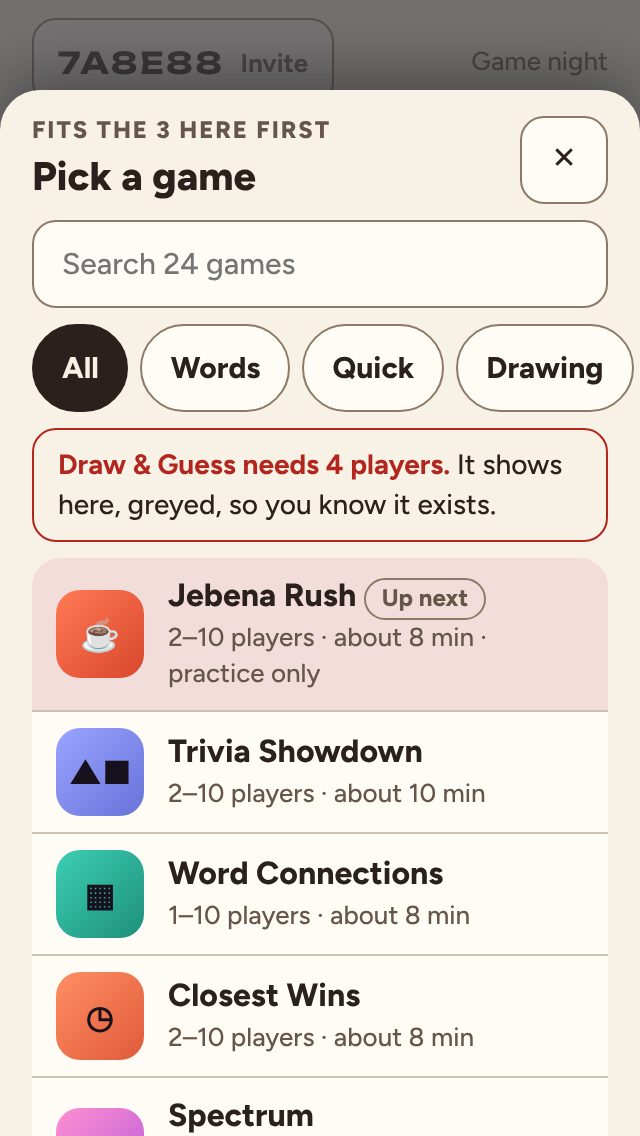 7A8E88 Invite
Game night
FITS THE 3 HERE FIRST
Pick a game
✕
Search 24 games
All
Words
Quick
Drawing
Draw & Guess needs 4 players. It shows
here, greyed, so you know it exists.
Jebena Rush Up next
2–10 players · about 8 min ·
practice only
Trivia Showdown
2–10 players · about 10 min
Word Connections
1–10 players · about 8 min
Closest Wins
2–10 players · about 8 min
Spectrum